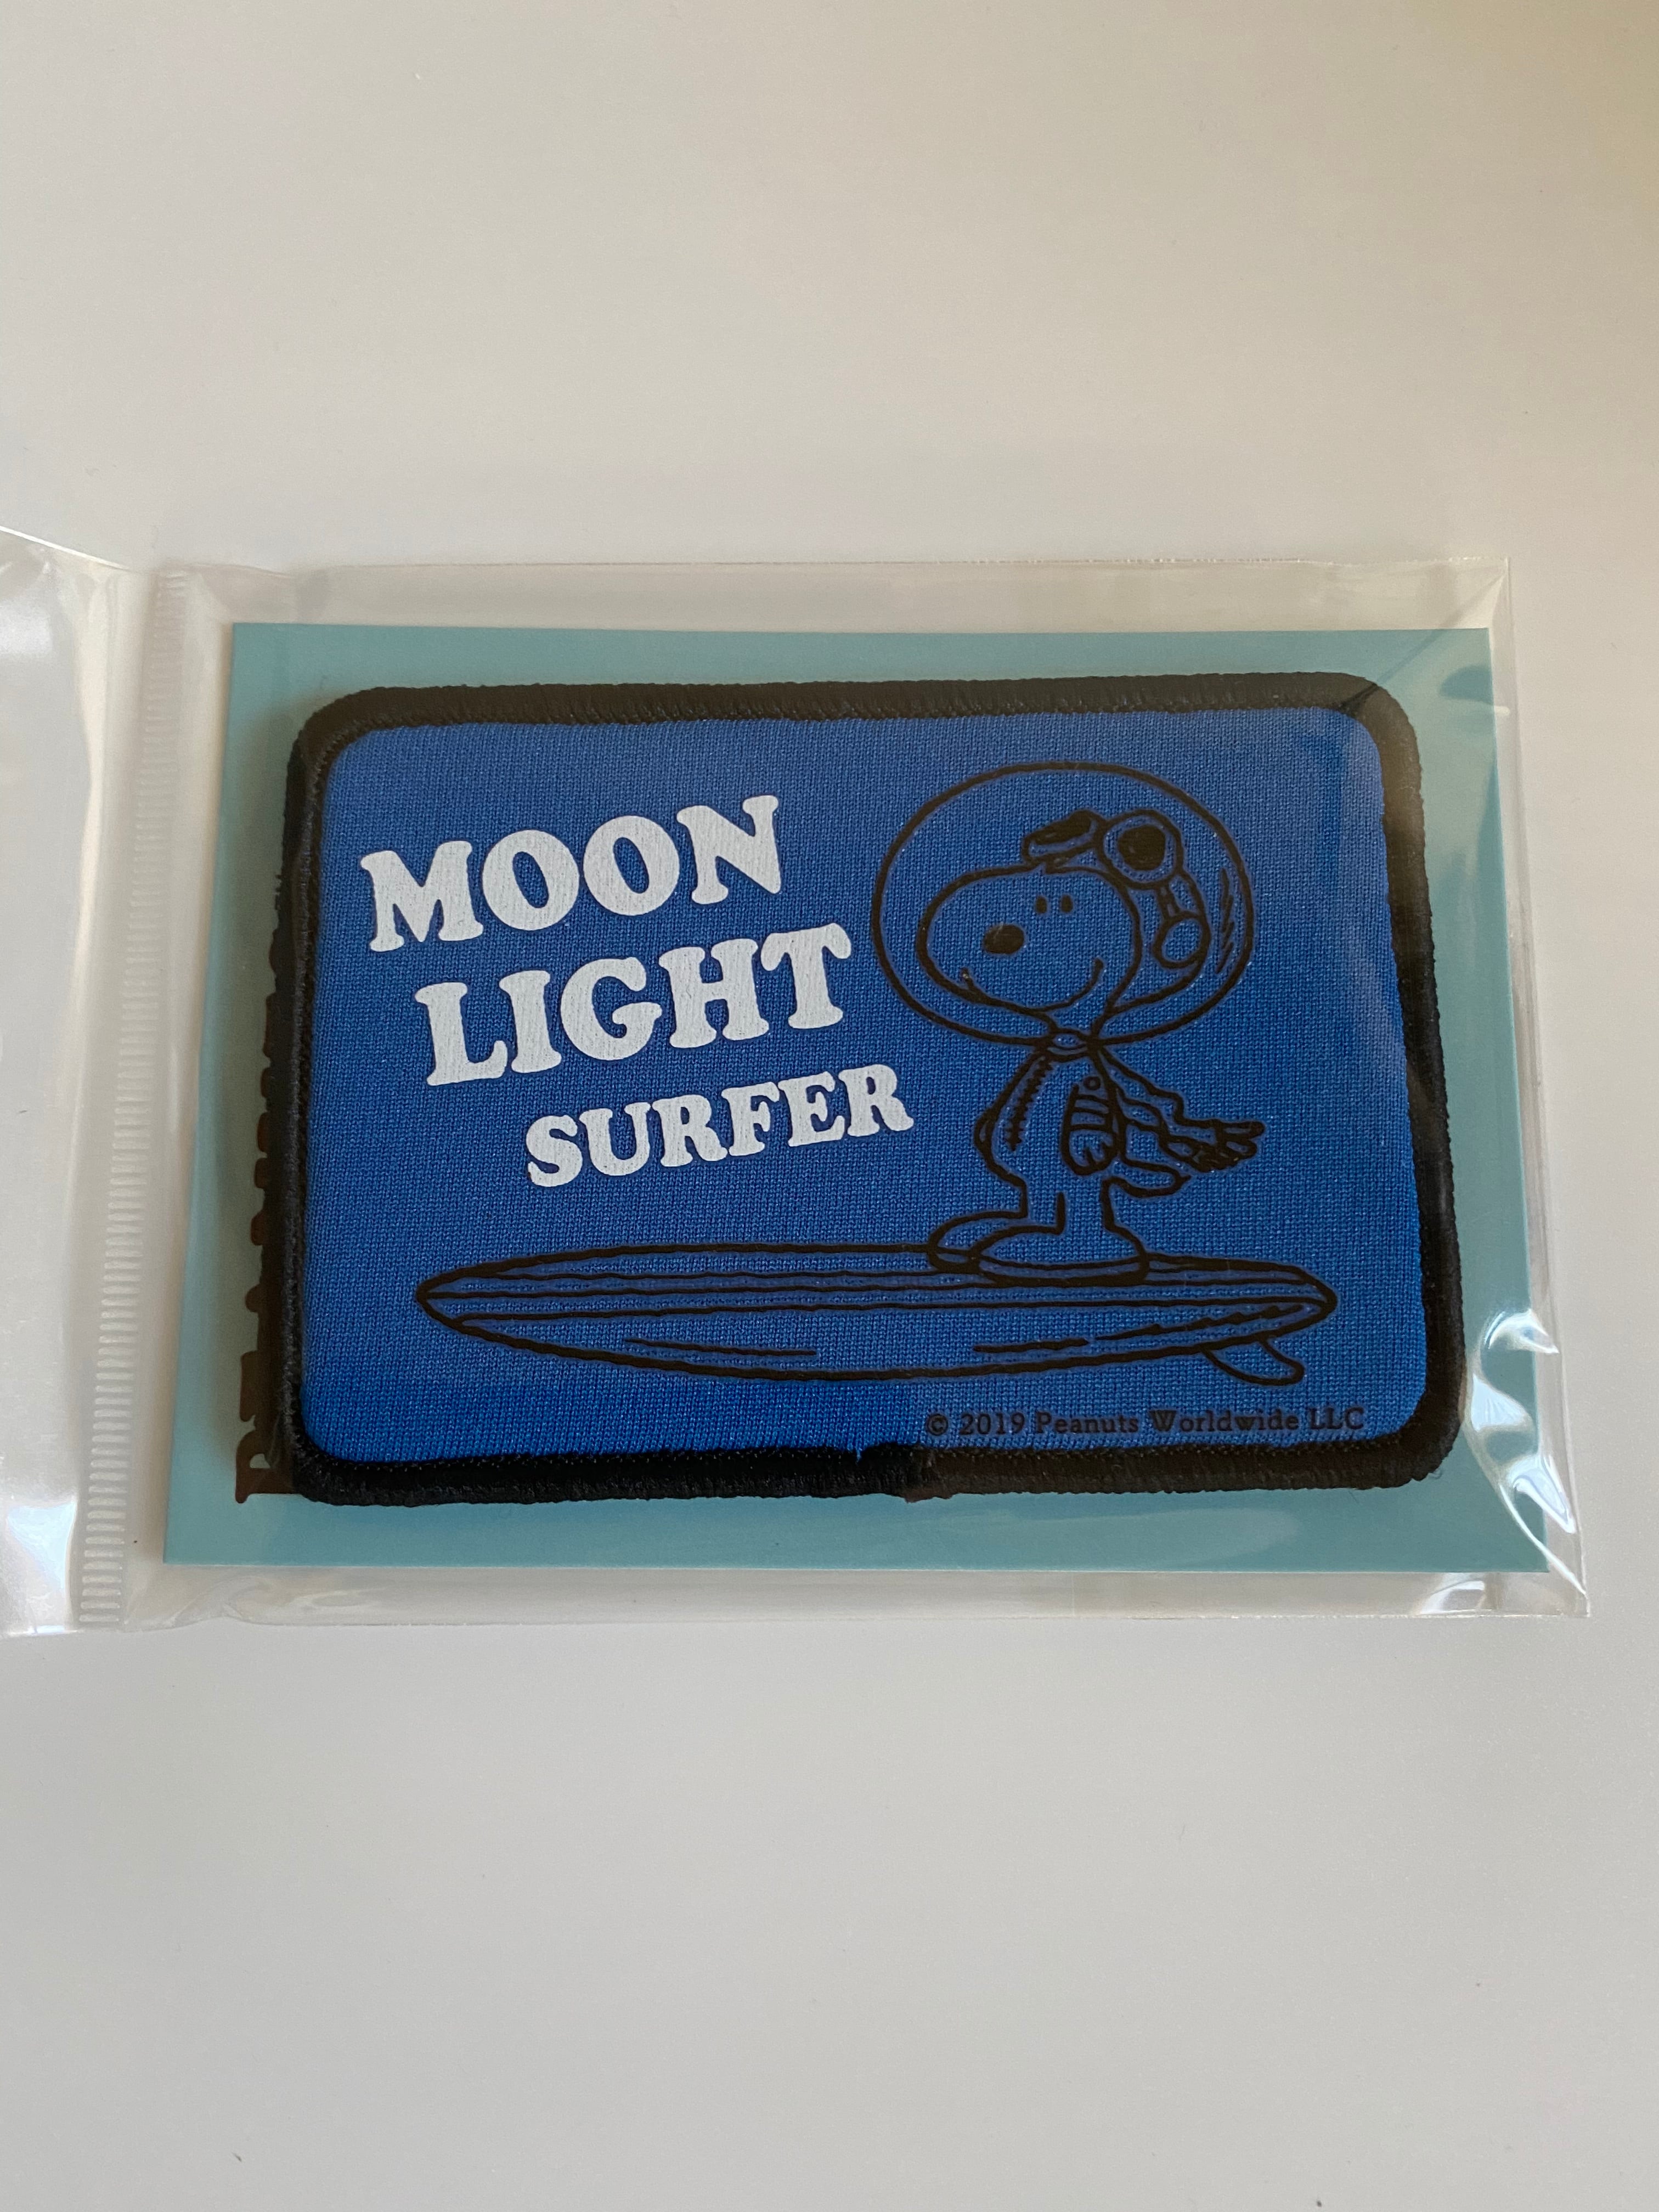 MOON
LIGHT
SURFER
© 2019 Peanuts Worldwide LLC